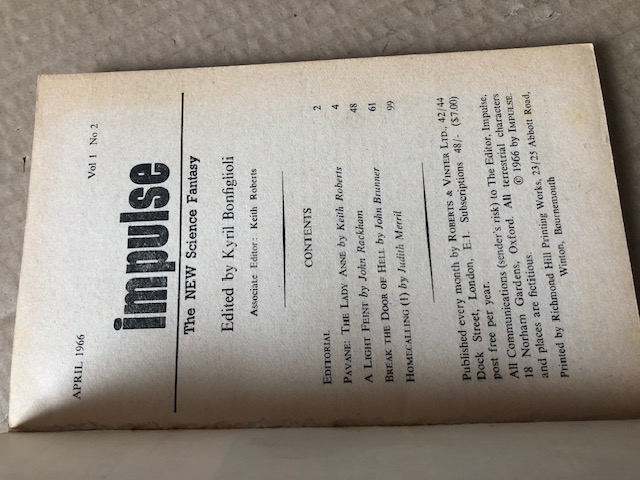 APRIL 1966 Vol 1 No 2
impulse
The NEW Science Fantasy
Edited by Kyril Bonfiglioli
Associate Editor: Keith Roberts
CONTENTS
EDITORIAL 2
PAVANE: THE LADY ANNE by Keith Roberts 4
A LIGHT FEINT by John Rackham 48
BREAK THE DOOR OF HELL by John Brunner 61
HOMECALLING (1) by Judith Merril 99
Published every month by ROBERTS & VINTER LTD., 42/44
Dock Street, London, E.1. Subscriptions 48/- ($7.00)
post free per year.
All Communications (sender's risk) to The Editor, Impulse,
18 Norham Gardens, Oxford. All terrestrial characters
and places are fictitious. © 1966 by IMPULSE.
Printed by Richmond Hill Printing Works, 23/25 Abbott Road,
Winton, Bournemouth